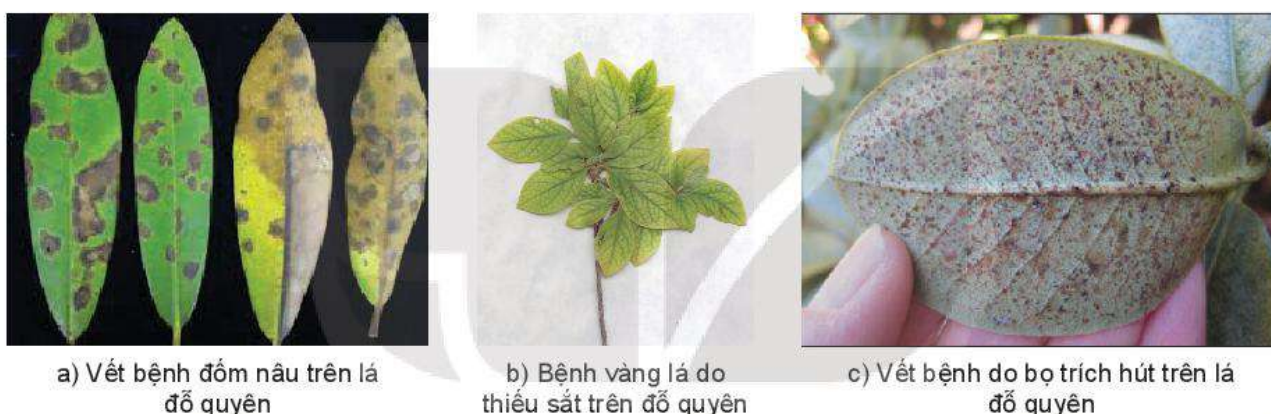 a) Vết bệnh đốm nâu trên lá
đỗ quyên
b) Bệnh vàng lá do
thiếu sắt trên đỗ quyên
c) Vết bệnh do bọ trích hút trên lá
đỗ quyên